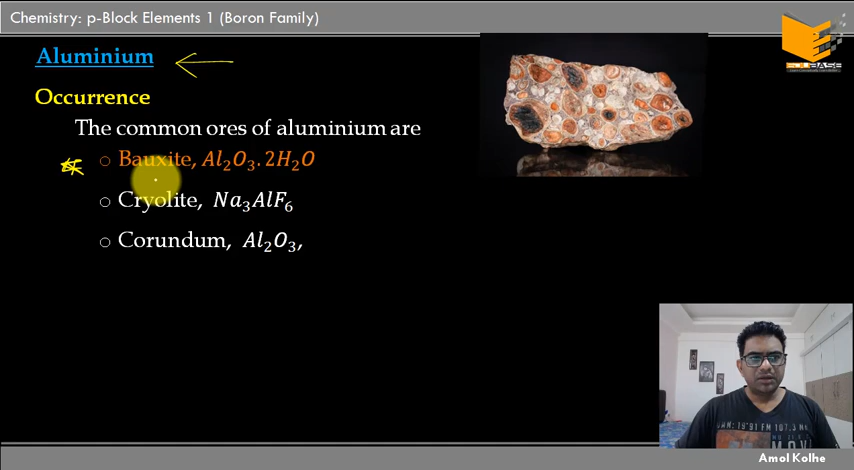 Chemistry: p-Block Elements 1 (Boron Family)
Aluminium
Occurrence
The common ores of aluminium are
○ Bauxite, Al₂O₃.2H₂O
○ Cryolite, Na₃AlF₆
○ Corundum, Al₂O₃,
EDUBASE
Amol Kolhe